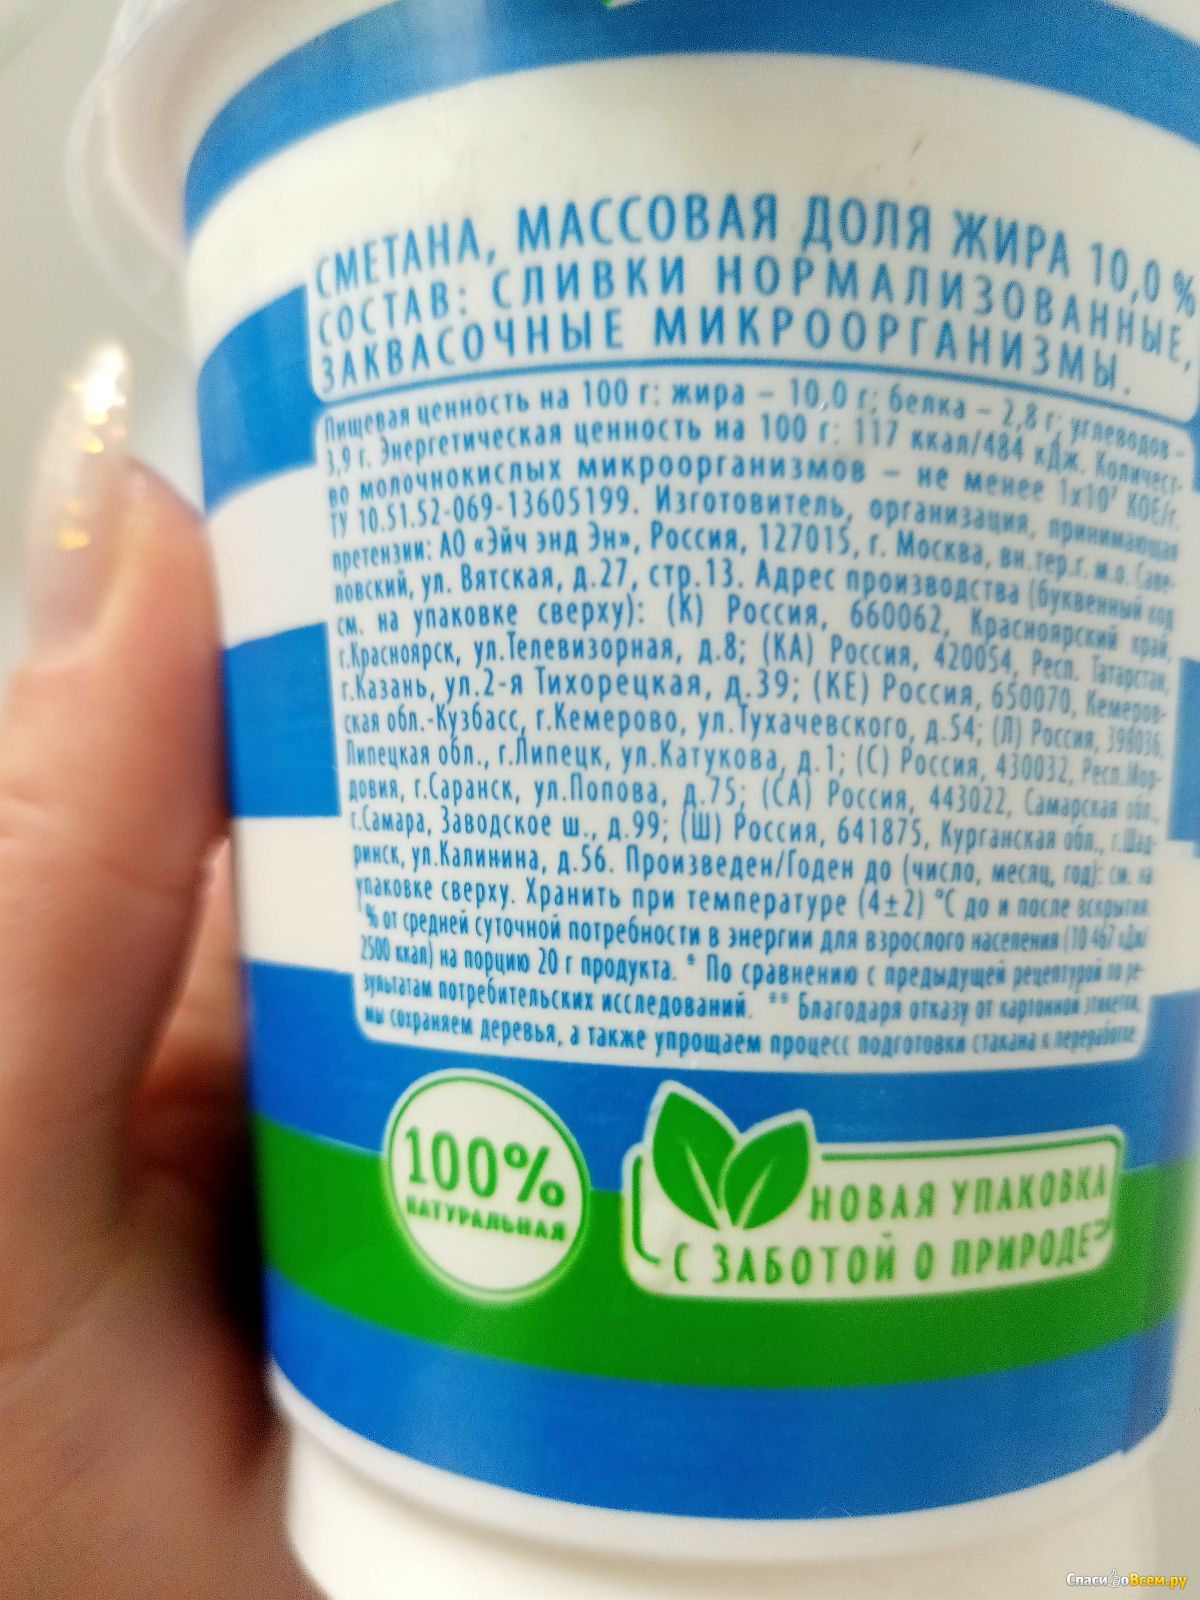 СМЕТАНА, МАССОВАЯ ДОЛЯ ЖИРА 10,0 %
СОСТАВ: СЛИВКИ НОРМАЛИЗОВАННЫЕ,
ЗАКВАСОЧНЫЕ МИКРООРГАНИЗМЫ.
Пищевая ценность на 100 г: жира – 10,0 г; белка – 2,8 г; углеводов –
3,9 г. Энергетическая ценность на 100 г: 117 ккал/484 кДж. Количест-
во молочнокислых микроорганизмов – не менее 1х10⁷ КОЕ/г.
ТУ 10.51.52-069-13605199. Изготовитель, организация, принимающая
претензии: АО «Эйч энд Эн», Россия, 127015, г. Москва, вн.тер.г. м.о. Саве-
ловский, ул. Вятская, д.27, стр.13. Адрес производства (буквенный код
см. на упаковке сверху): (К) Россия, 660062, Красноярский край,
г.Красноярск, ул.Телевизорная, д.8; (КА) Россия, 420054, Респ. Татарстан,
г.Казань, ул.2-я Тихорецкая, д.39; (КЕ) Россия, 650070, Кемеров-
ская обл.-Кузбасс, г.Кемерово, ул.Тухачевского, д.54; (Л) Россия, 398036,
Липецкая обл., г.Липецк, ул.Катукова, д.1; (С) Россия, 430032, Респ.Мор-
довия, г.Саранск, ул.Попова, д.75; (СА) Россия, 443022, Самарская обл.,
г.Самара, Заводское ш., д.99; (Ш) Россия, 641875, Курганская обл., г.Шад-
ринск, ул.Калинина, д.56. Произведен/Годен до (число, месяц, год): см. на
упаковке сверху. Хранить при температуре (4±2) °С до и после вскрытия.
% от средней суточной потребности в энергии для взрослого населения (10 467 кДж/
2500 ккал) на порцию 20 г продукта. * По сравнению с предыдущей рецептурой по ре-
зультатам потребительских исследований. ** Благодаря отказу от картонной этикетки,
мы сохраняем деревья, а также упрощаем процесс подготовки стакана к переработке
100%
НАТУРАЛЬНАЯ
НОВАЯ УПАКОВКА
С ЗАБОТОЙ О ПРИРОДЕ
СпасибоВсем.ру